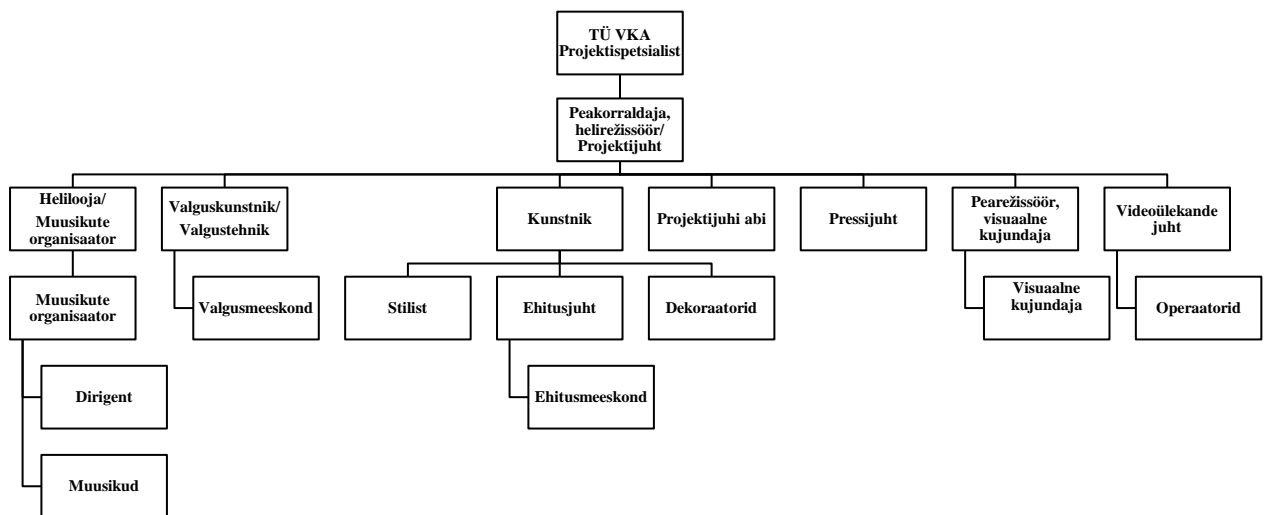 TÜ VKA
Projektispetsialist
Peakorraldaja,
helirežissöör/
Projektijuht
Helilooja/
Muusikute
organisaator
Valguskunstnik/
Valgustehnik
Kunstnik
Projektijuhi abi
Pressijuht
Pearežissöör,
visuaalne
kujundaja
Videoülekande
juht
Muusikute
organisaator
Valgusmeeskond
Stilist
Ehitusjuht
Dekoraatorid
Visuaalne
kujundaja
Operaatorid
Dirigent
Ehitusmeeskond
Muusikud